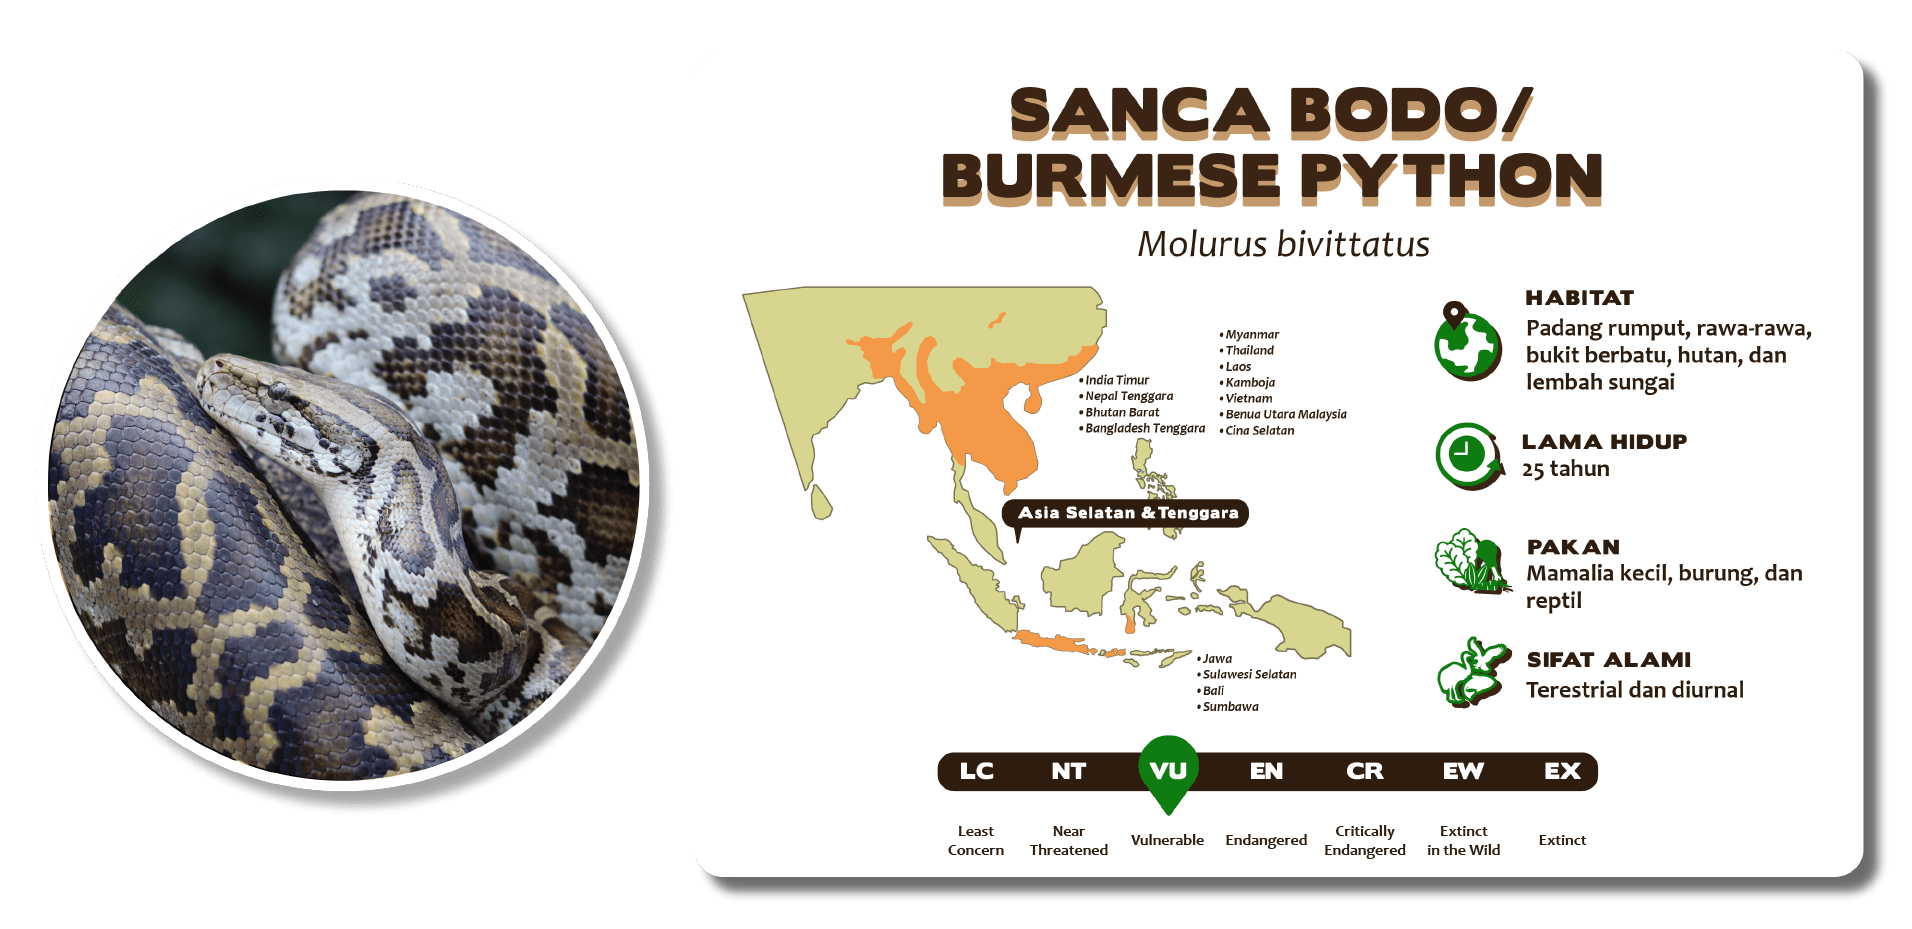 SANCA BODO/
BURMESE PYTHON
Molurus bivittatus
• India Timur
• Nepal Tenggara
• Bhutan Barat
• Bangladesh Tenggara
• Myanmar
• Thailand
• Laos
• Kamboja
• Vietnam
• Benua Utara Malaysia
• Cina Selatan
Asia Selatan & Tenggara
• Jawa
• Sulawesi Selatan
• Bali
• Sumbawa
HABITAT
Padang rumput, rawa-rawa,
bukit berbatu, hutan, dan
lembah sungai
LAMA HIDUP
25 tahun
PAKAN
Mamalia kecil, burung, dan
reptil
SIFAT ALAMI
Terestrial dan diurnal
LC NT VU EN CR EW EX
Least
Concern
Near
Threatened
Vulnerable
Endangered
Critically
Endangered
Extinct
in the Wild
Extinct